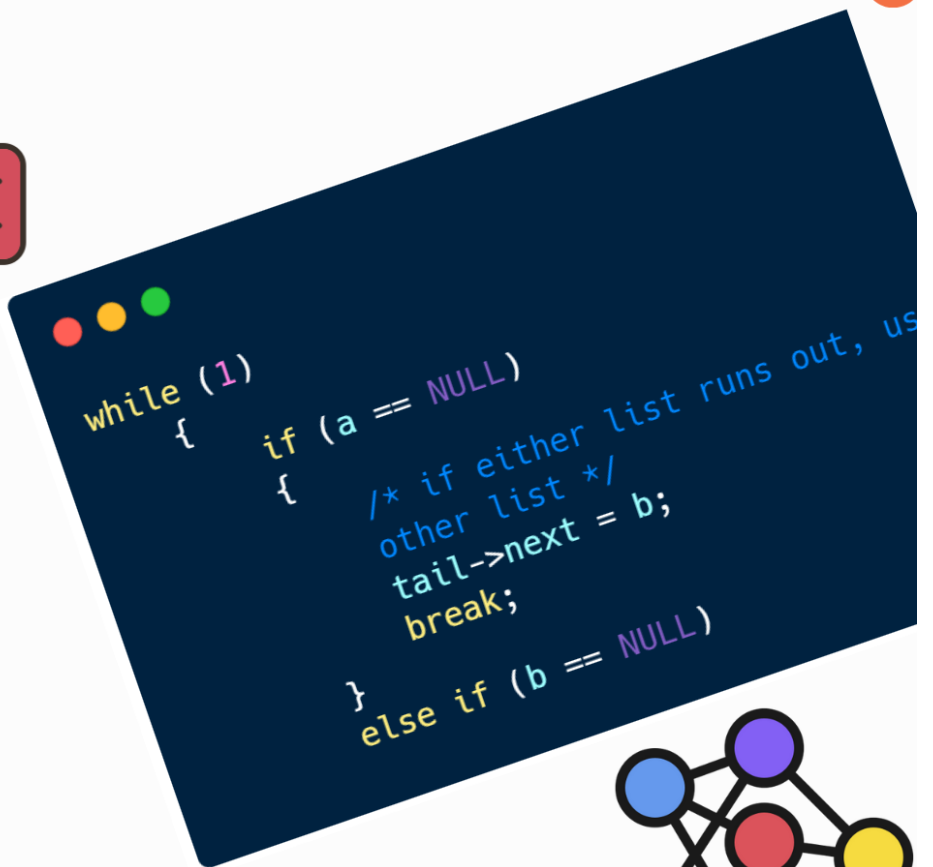 while (1)
{
if (a == NULL)
{
/* if either list runs out, us
other list */
tail->next = b;
break;
}
else if (b == NULL)